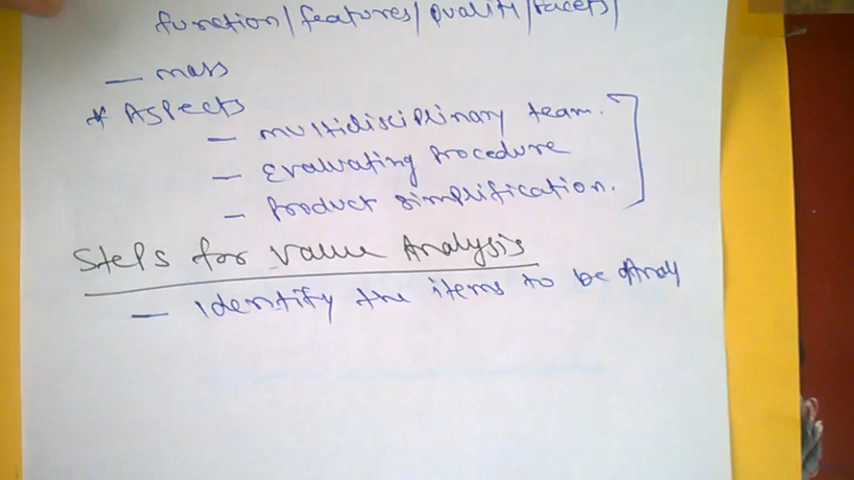 function/features/quality/facets/
— mass
* Aspects
— multidisciplinary team.
— Evaluating Procedure
— Product simplification.
Steps for Value Analysis
— Identify the items to be Analy